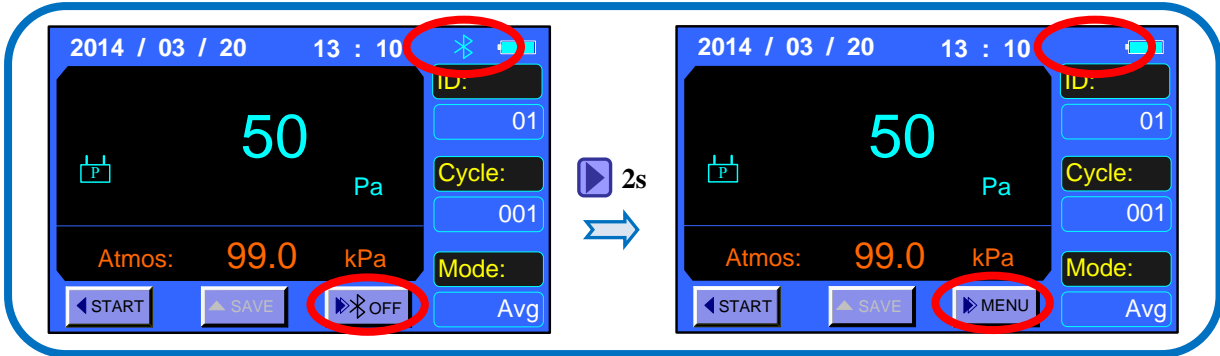 2014 / 03 / 20 13 : 10
ID:
01
50
P
Pa
Cycle:
001
Atmos: 99.0 kPa
Mode:
Avg
START SAVE OFF
2s
2014 / 03 / 20 13 : 10
ID:
01
50
P
Pa
Cycle:
001
Atmos: 99.0 kPa
Mode:
Avg
START SAVE MENU